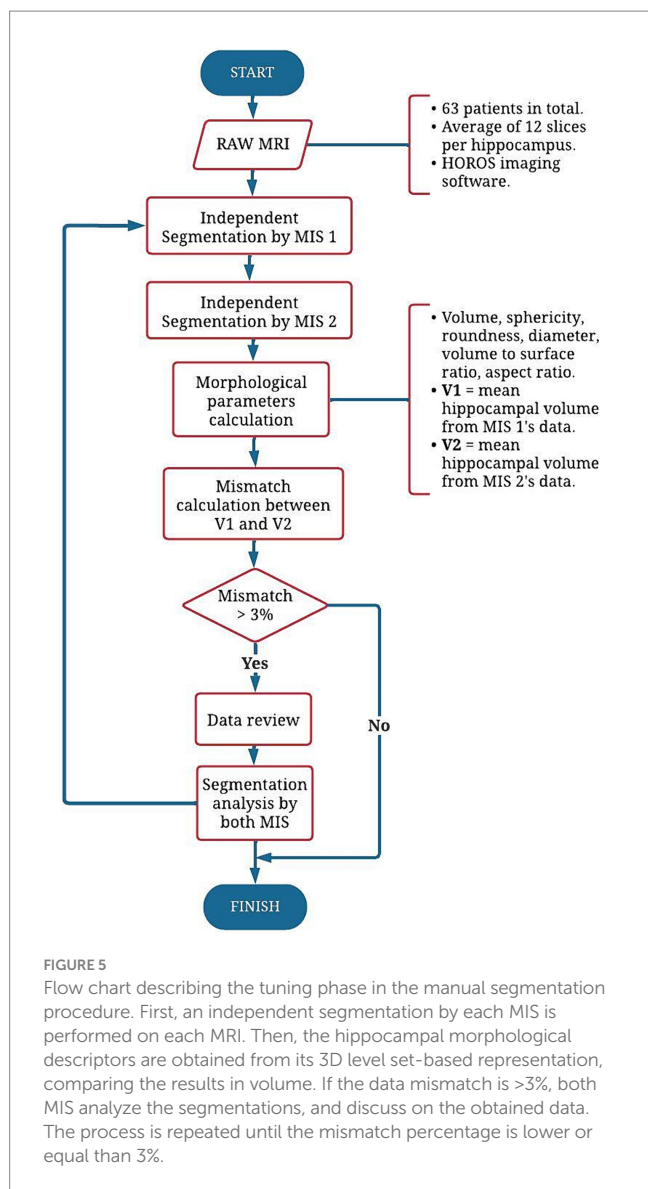 START
RAW MRI
• 63 patients in total.
• Average of 12 slices
per hippocampus.
• HOROS imaging
software.
Independent
Segmentation by MIS 1
Independent
Segmentation by MIS 2
Morphological
parameters
calculation
• Volume, sphericity,
roundness, diameter,
volume to surface
ratio, aspect ratio.
• V1 = mean
hippocampal volume
from MIS 1's data.
• V2 = mean
hippocampal volume
from MIS 2's data.
Mismatch
calculation between
V1 and V2
Mismatch
> 3%
Yes
No
Data review
Segmentation
analysis by
both MIS
FINISH
FIGURE 5
Flow chart describing the tuning phase in the manual segmentation
procedure. First, an independent segmentation by each MIS is
performed on each MRI. Then, the hippocampal morphological
descriptors are obtained from its 3D level set-based representation,
comparing the results in volume. If the data mismatch is >3%, both
MIS analyze the segmentations, and discuss on the obtained data.
The process is repeated until the mismatch percentage is lower or
equal than 3%.